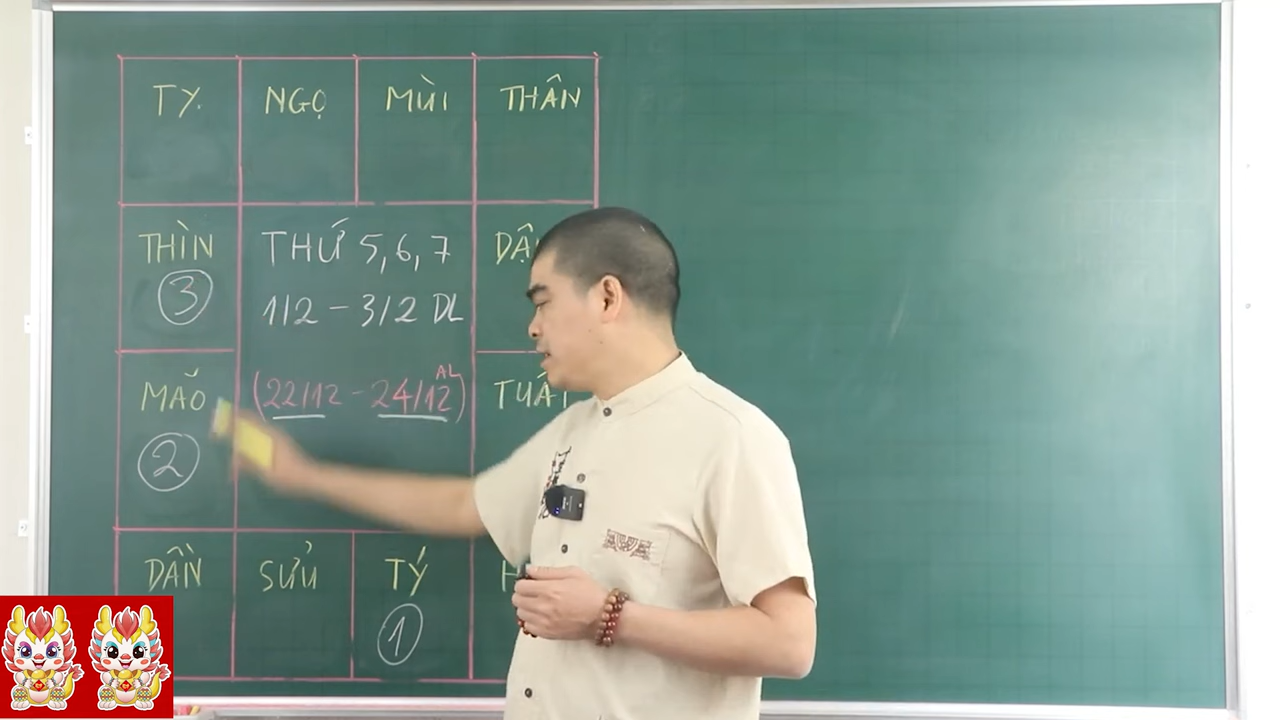 TY.
NGỌ
MÙI
THÂN
THÌN
3
THỨ 5,6,7
1/2 - 3/2 DL
MÃO
2
(22/12 - 24/12) AL
DẦN
SỬU
TÝ
1